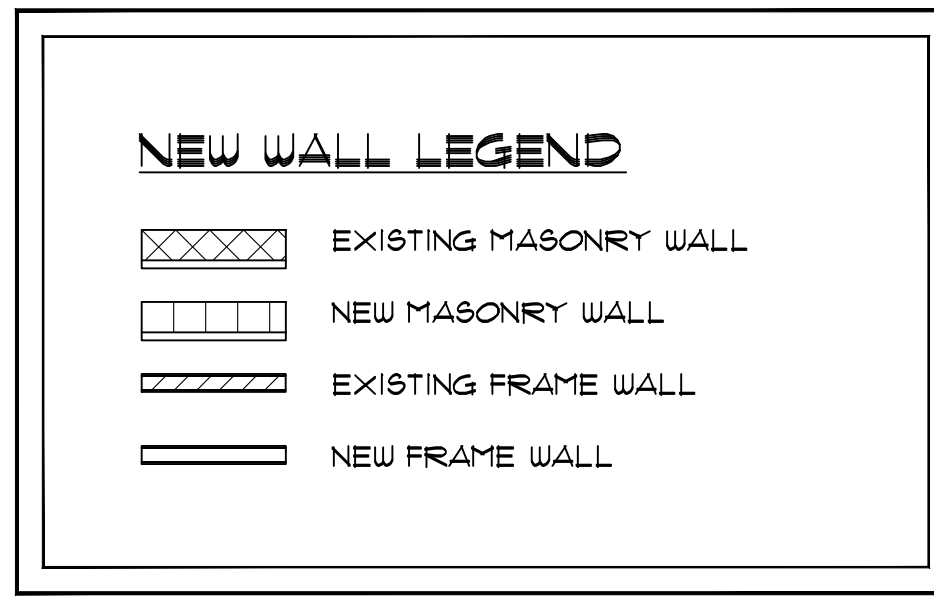 NEW WALL LEGEND
EXISTING MASONRY WALL
NEW MASONRY WALL
EXISTING FRAME WALL
NEW FRAME WALL